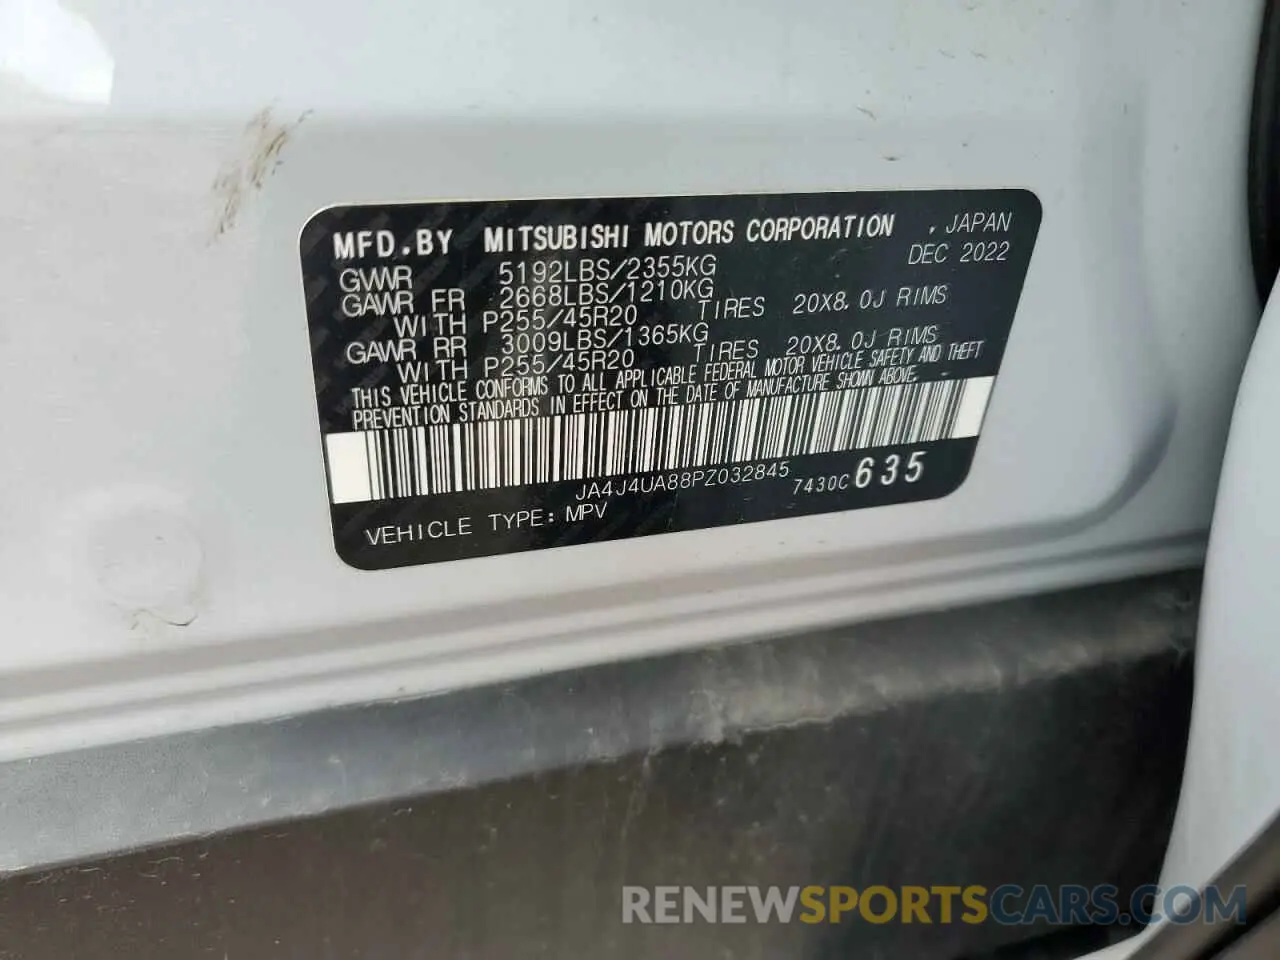 MFD.BY MITSUBISHI MOTORS CORPORATION , JAPAN
DEC 2022
GVWR 5192LBS/2355KG
GAWR FR 2668LBS/1210KG
WITH P255/45R20 TIRES 20X8.0J RIMS
GAWR RR 3009LBS/1365KG
WITH P255/45R20 TIRES 20X8.0J RIMS
THIS VEHICLE CONFORMS TO ALL APPLICABLE FEDERAL MOTOR VEHICLE SAFETY AND THEFT
PREVENTION STANDARDS IN EFFECT ON THE DATE OF MANUFACTURE SHOWN ABOVE.
JA4J4UA88PZ032845 7430C 635
VEHICLE TYPE: MPV
RENEWSPORTSCARS.COM